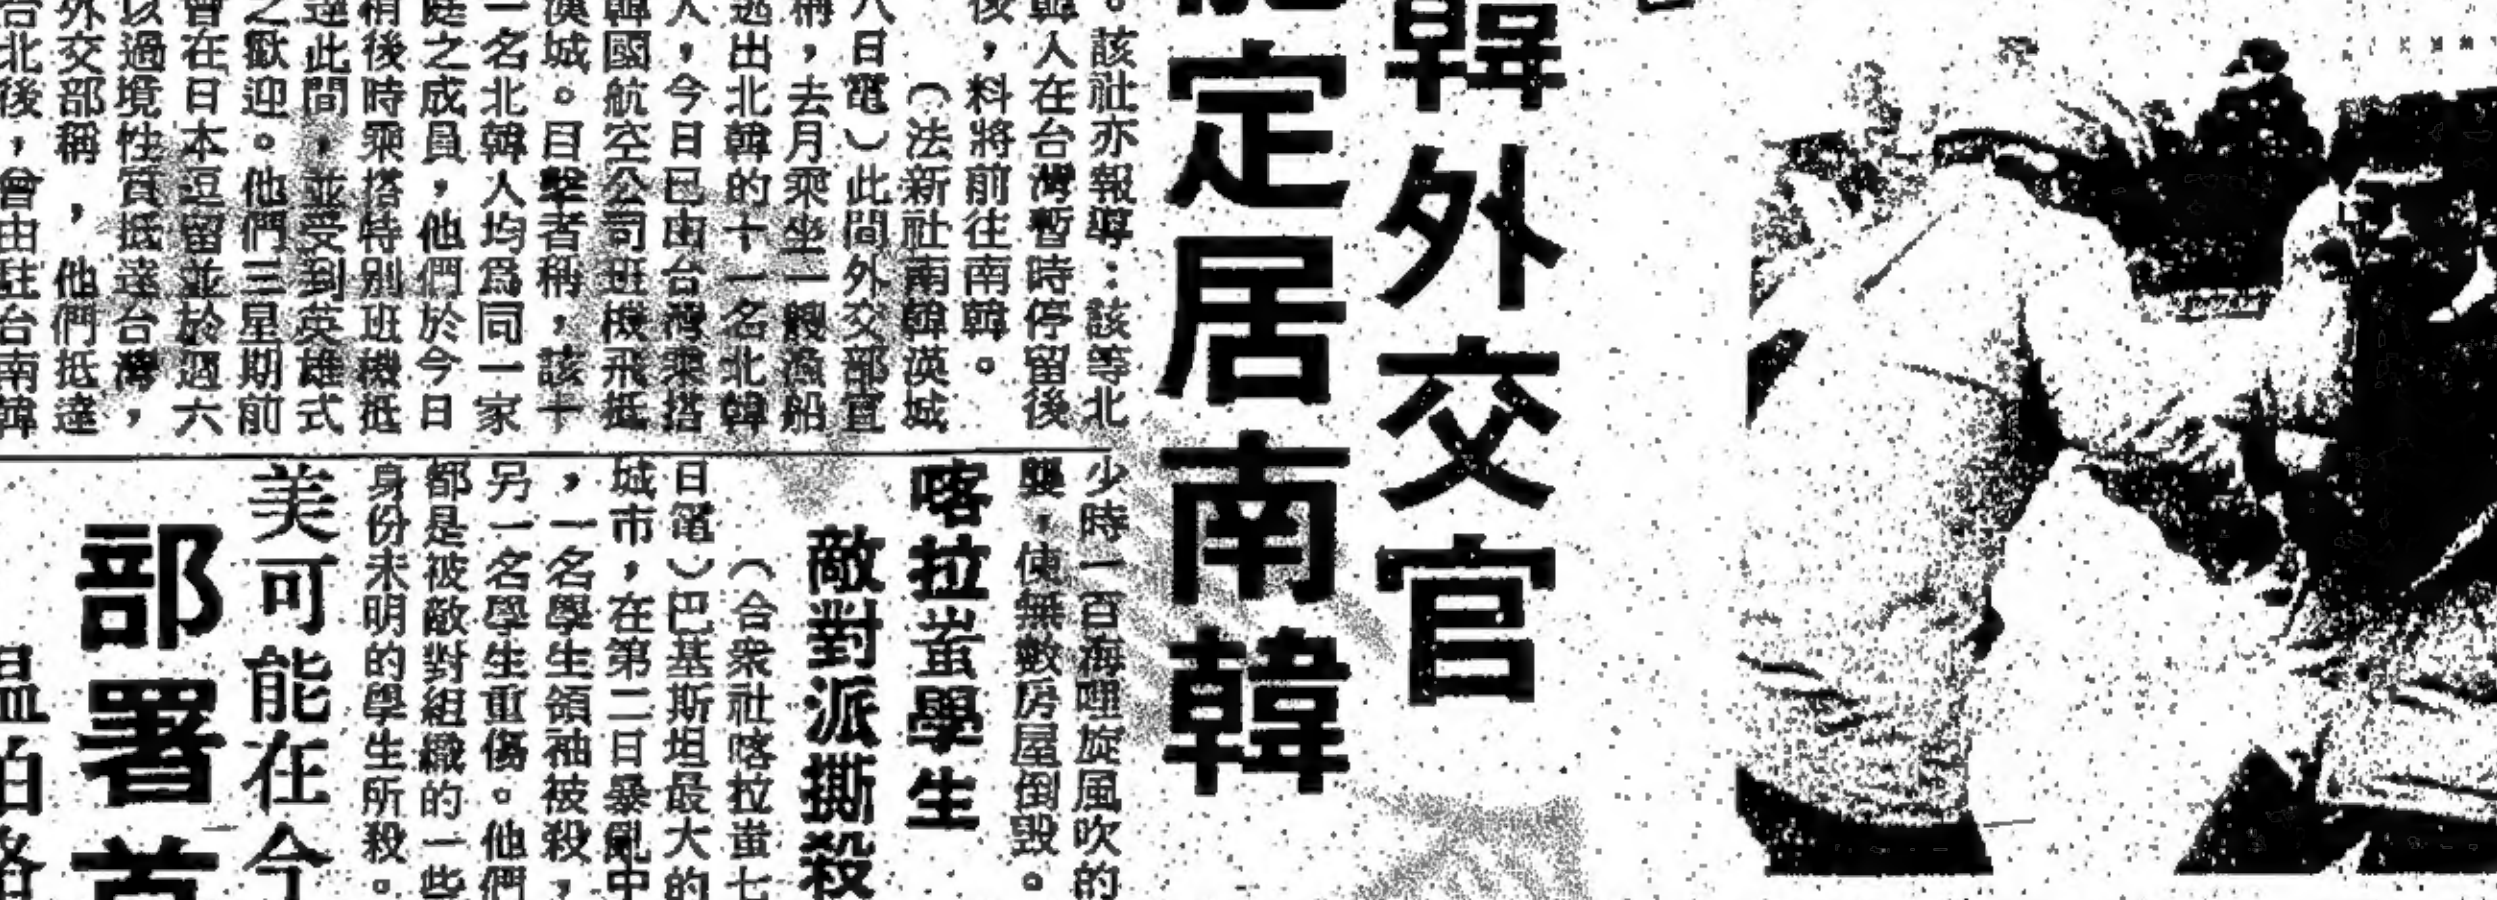 韓外交官
定居南韓
。該社亦報導：該等北
韓人在台灣暫時停留後
後，料將前往南韓。
（法新社南韓漢城
八日電）此間外交部宣
稱，去月乘坐一艘漁船
逃出北韓的十一名北韓
人，今日已由台灣乘搭
韓國航空公司班機飛抵
漢城。目擊者稱，該十
一名北韓人均爲同一家
庭之成員，他們於今日
稍後時乘搭特别班機抵
達此間，並受到英雄式
之歡迎。他們三星期前
曾在日本逗留並於週六
以過境性質抵達台灣，
外交部稱，他們抵達
台北後，曾由駐台南韓
少時一百海哩旋風吹的
襲，使無數房屋倒毀。
喀拉蚩學生
敵對派撕殺
（合衆社喀拉蚩七
日電）巴基斯坦最大的
城市，在第二日暴亂中
，一名學生領袖被殺，
另一名學生重傷。他們
都是被敵對組織的一些
身份未明的學生所殺。
美可能在今
部署